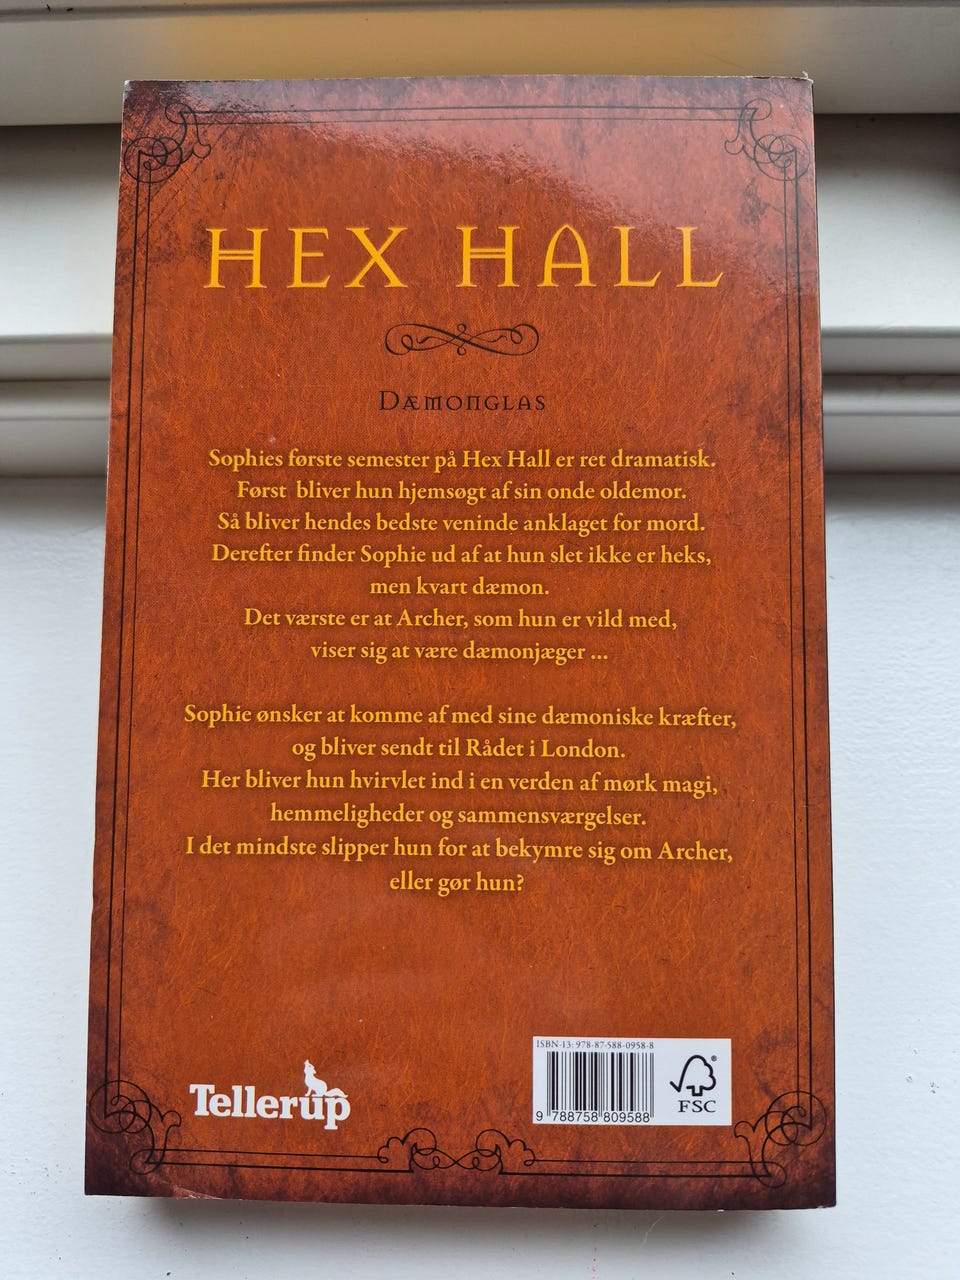 HEX HALL
DÆMONGLAS
Sophies første semester på Hex Hall er ret dramatisk.
Først bliver hun hjemsøgt af sin onde oldemor.
Så bliver hendes bedste veninde anklaget for mord.
Derefter finder Sophie ud af at hun slet ikke er heks,
men kvart dæmon.
Det værste er at Archer, som hun er vild med,
viser sig at være dæmonjæger ...
Sophie ønsker at komme af med sine dæmoniske kræfter,
og bliver sendt til Rådet i London.
Her bliver hun hvirvlet ind i en verden af mørk magi,
hemmeligheder og sammensværgelser.
I det mindste slipper hun for at bekymre sig om Archer,
eller gør hun?
Tellerup
ISBN-13: 978-87-588-0958-8
9 788758 809588
FSC
®